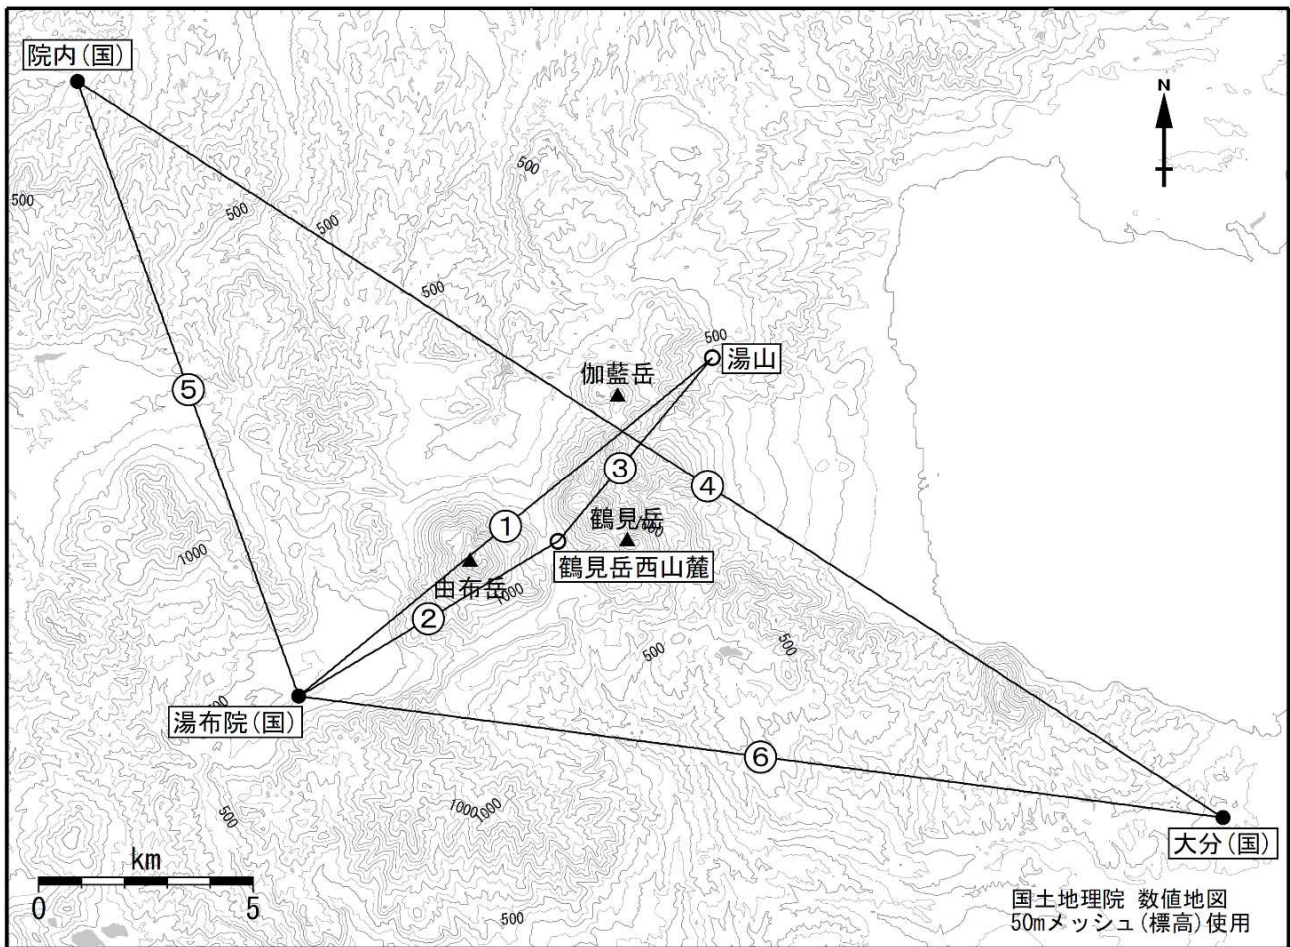 院内(国)
N
500
500
500
500
500
500
湯山
伽藍岳
⑤
③
④
①
鶴見岳
1000
鶴見岳西山麓
由布岳
1000
②
500
500
湯布院(国)
⑥
500
1000
1000
大分(国)
km
0 5
500
国土地理院 数値地図
50mメッシュ(標高)使用